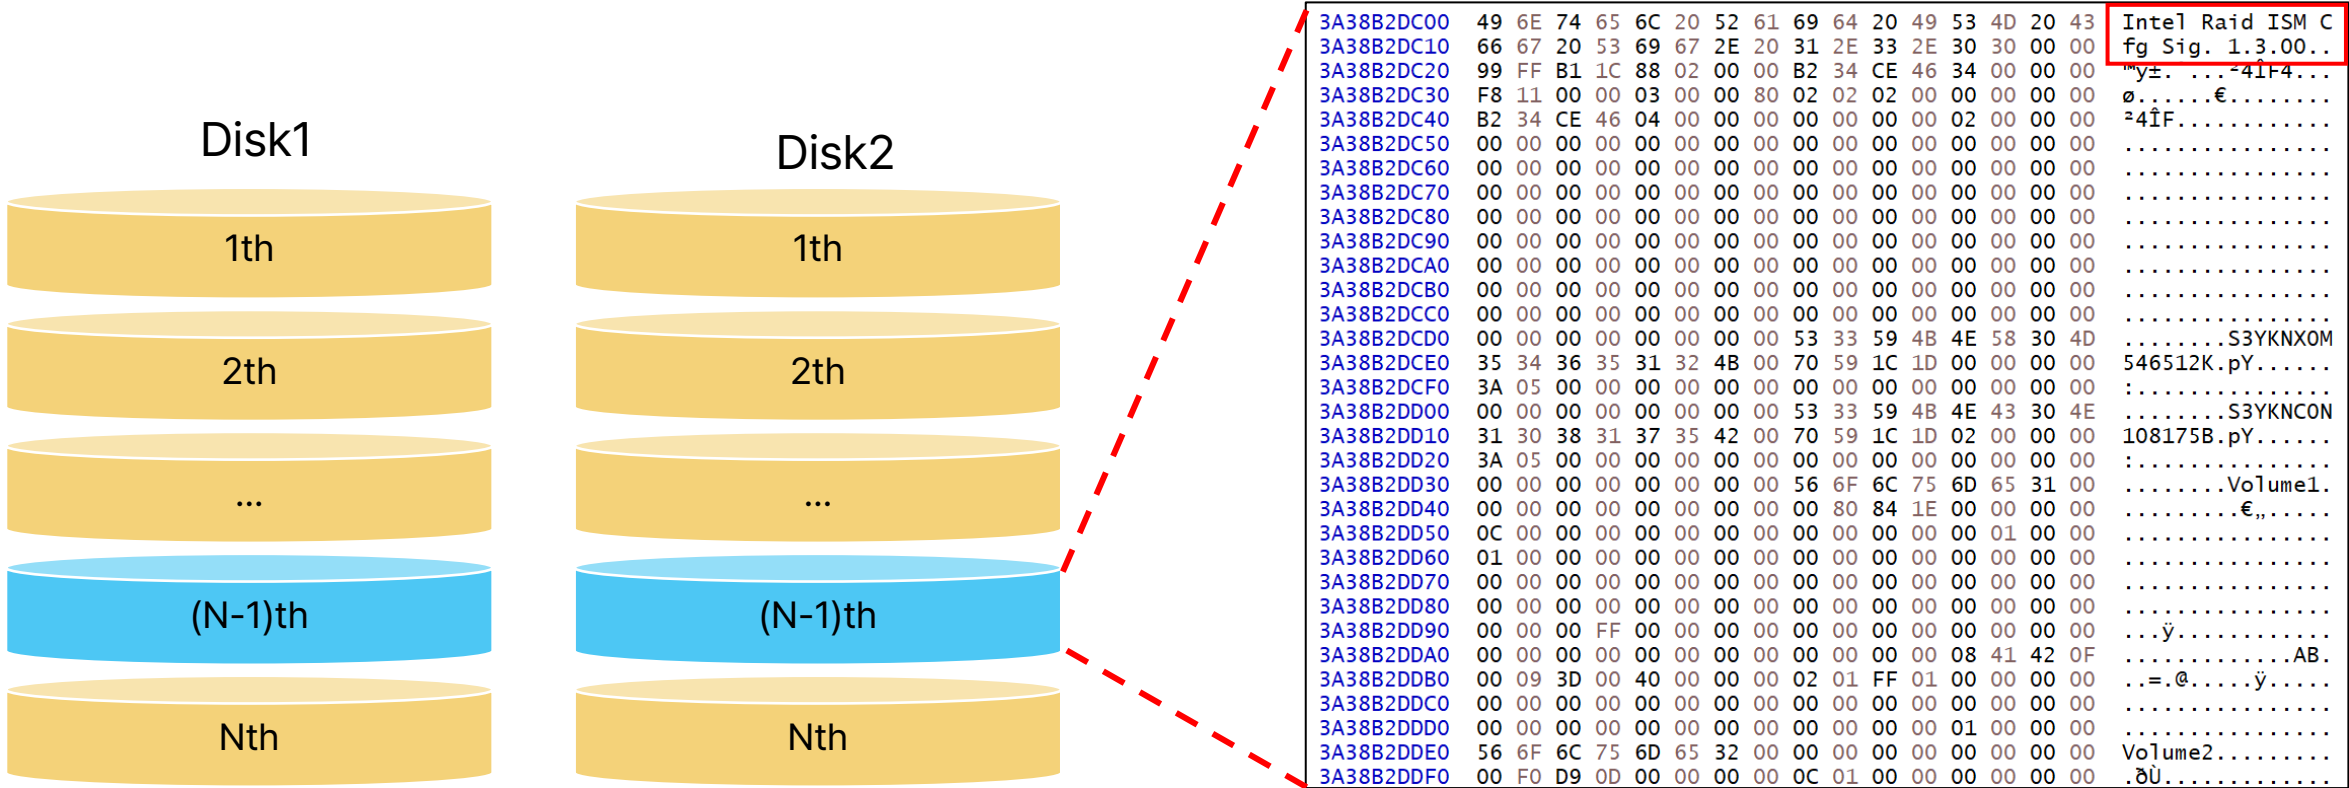 Disk1
1th
2th
...
(N-1)th
Nth
Disk2
1th
2th
...
(N-1)th
Nth
3A38B2DC00 49 6E 74 65 6C 20 52 61 69 64 20 49 53 4D 20 43 Intel Raid ISM C
3A38B2DC10 66 67 20 53 69 67 2E 20 31 2E 33 2E 30 30 00 00 fg Sig. 1.3.00..
3A38B2DC20 99 FF B1 1C 88 02 00 00 B2 34 CE 46 34 00 00 00 ™ÿ±.ˆ...²4ÎF4...
3A38B2DC30 F8 11 00 00 03 00 00 80 02 02 02 00 00 00 00 00 ø......€........
3A38B2DC40 B2 34 CE 46 04 00 00 00 00 00 00 00 02 00 00 00 ²4ÎF............
3A38B2DC50 00 00 00 00 00 00 00 00 00 00 00 00 00 00 00 00 ................
3A38B2DC60 00 00 00 00 00 00 00 00 00 00 00 00 00 00 00 00 ................
3A38B2DC70 00 00 00 00 00 00 00 00 00 00 00 00 00 00 00 00 ................
3A38B2DC80 00 00 00 00 00 00 00 00 00 00 00 00 00 00 00 00 ................
3A38B2DC90 00 00 00 00 00 00 00 00 00 00 00 00 00 00 00 00 ................
3A38B2DCA0 00 00 00 00 00 00 00 00 00 00 00 00 00 00 00 00 ................
3A38B2DCB0 00 00 00 00 00 00 00 00 00 00 00 00 00 00 00 00 ................
3A38B2DCC0 00 00 00 00 00 00 00 00 00 00 00 00 00 00 00 00 ................
3A38B2DCD0 00 00 00 00 00 00 00 00 53 33 59 4B 4E 58 30 4D ........S3YKNX0M
3A38B2DCE0 35 34 36 35 31 32 4B 00 70 59 1C 1D 00 00 00 00 546512K.pY......
3A38B2DCF0 3A 05 00 00 00 00 00 00 00 00 00 00 00 00 00 00 :...............
3A38B2DD00 00 00 00 00 00 00 00 00 53 33 59 4B 4E 43 30 4E ........S3YKNC0N
3A38B2DD10 31 30 38 31 37 35 42 00 70 59 1C 1D 02 00 00 00 108175B.pY......
3A38B2DD20 3A 05 00 00 00 00 00 00 00 00 00 00 00 00 00 00 :...............
3A38B2DD30 00 00 00 00 00 00 00 00 56 6F 6C 75 6D 65 31 00 ........Volume1.
3A38B2DD40 00 00 00 00 00 00 00 00 00 80 84 1E 00 00 00 00 .........€„.....
3A38B2DD50 0C 00 00 00 00 00 00 00 00 00 00 00 00 01 00 00 ................
3A38B2DD60 01 00 00 00 00 00 00 00 00 00 00 00 00 00 00 00 ................
3A38B2DD70 00 00 00 00 00 00 00 00 00 00 00 00 00 00 00 00 ................
3A38B2DD80 00 00 00 00 00 00 00 00 00 00 00 00 00 00 00 00 ................
3A38B2DD90 00 00 00 FF 00 00 00 00 00 00 00 00 00 00 00 00 ...ÿ............
3A38B2DDA0 00 00 00 00 00 00 00 00 00 00 00 00 08 41 42 0F .............AB.
3A38B2DDB0 00 09 3D 00 40 00 00 00 02 01 FF 01 00 00 00 00 ..=.@.....ÿ.....
3A38B2DDC0 00 00 00 00 00 00 00 00 00 00 00 00 00 00 00 00 ................
3A38B2DDD0 00 00 00 00 00 00 00 00 00 00 00 00 01 00 00 00 ................
3A38B2DDE0 56 6F 6C 75 6D 65 32 00 00 00 00 00 00 00 00 00 Volume2.........
3A38B2DDF0 00 F0 D9 0D 00 00 00 00 0C 01 00 00 00 00 00 00 .ðÙ.............